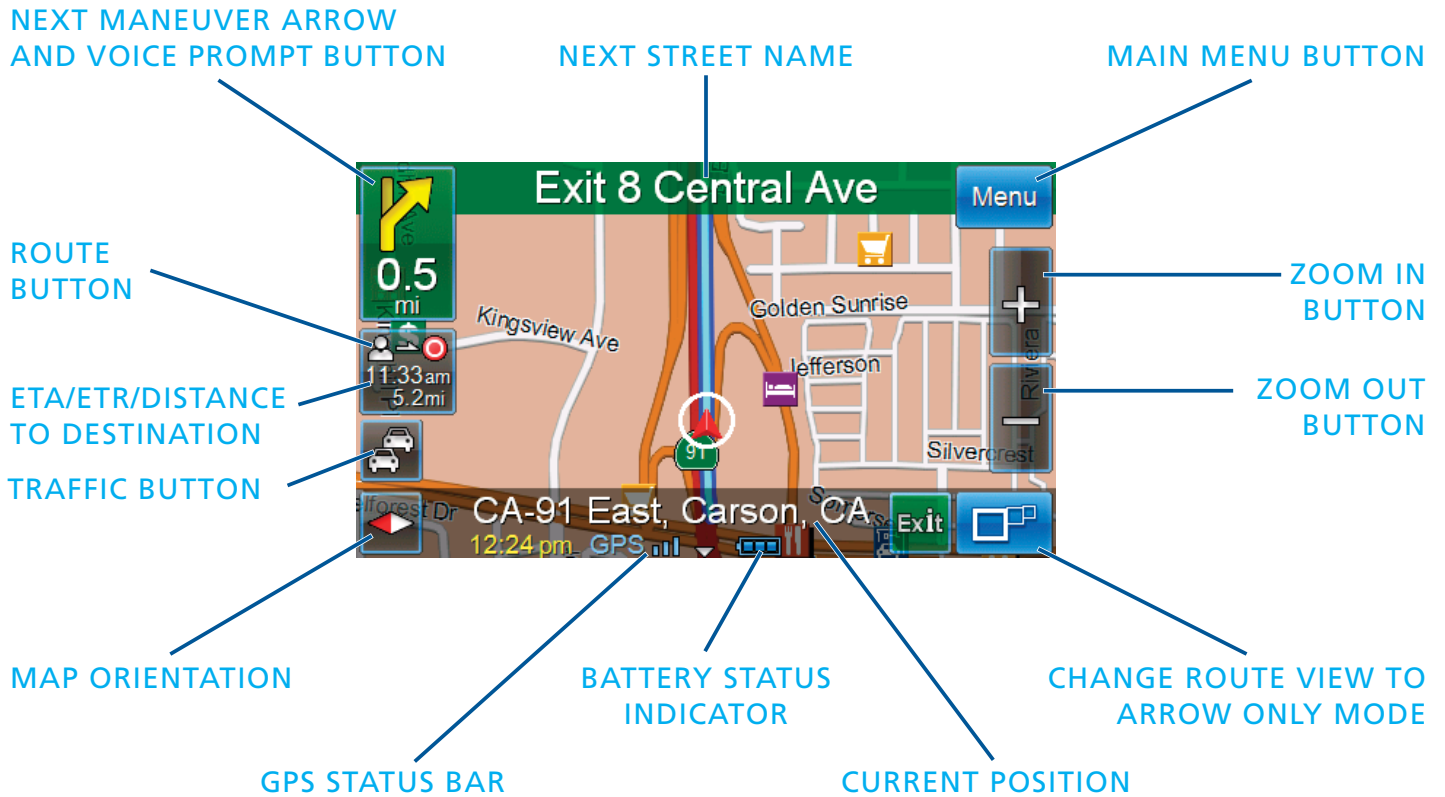 NEXT MANEUVER ARROW
AND VOICE PROMPT BUTTON
NEXT STREET NAME
MAIN MENU BUTTON
Exit 8 Central Ave
Menu
0.5
mi
ROUTE
BUTTON
ZOOM IN
BUTTON
Golden Sunrise
Kingsview Ave
Jefferson
Riviera
11:33am
5.2mi
ETA/ETR/DISTANCE
TO DESTINATION
ZOOM OUT
BUTTON
91
Silvercrest
TRAFFIC BUTTON
CA-91 East, Carson, CA
Exit
12:24 pm GPS
MAP ORIENTATION
BATTERY STATUS
INDICATOR
CHANGE ROUTE VIEW TO
ARROW ONLY MODE
GPS STATUS BAR
CURRENT POSITION